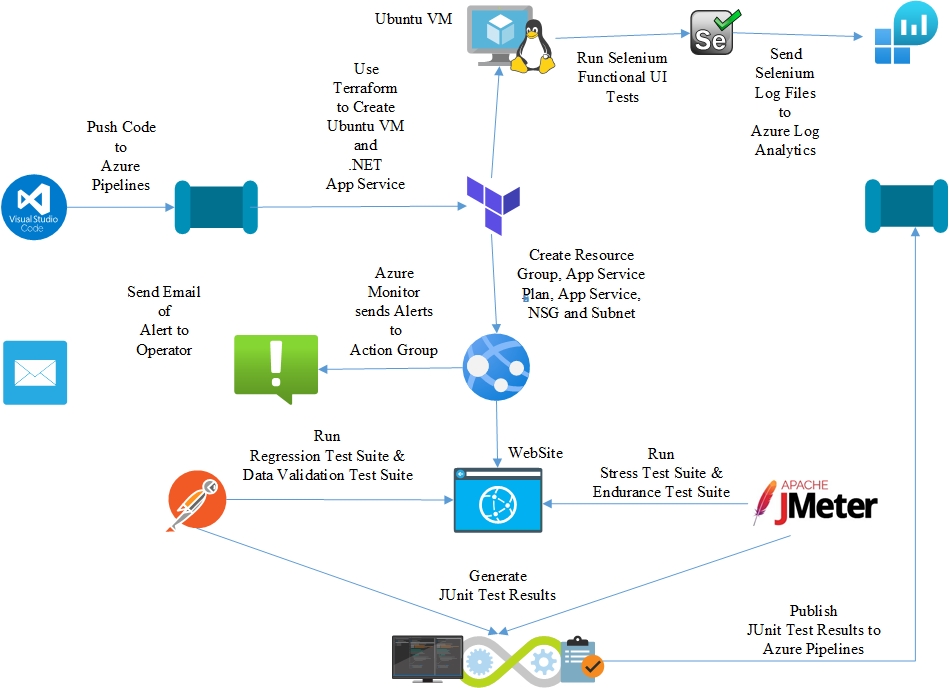 Ubuntu VM
Se
Run Selenium
Functional UI
Tests
Send
Selenium
Log Files
to
Azure Log
Analytics
Use
Terraform
to Create
Ubuntu VM
and
.NET
App Service
Push Code
to
Azure
Pipelines
Visual Studio
Code
Create Resource
Group, App Service
Plan, App Service,
NSG and Subnet
Azure
Monitor
sends Alerts
to
Action Group
Send Email
of
Alert to
Operator
!
Run
Regression Test Suite &
Data Validation Test Suite
WebSite
Run
Stress Test Suite &
Endurance Test Suite
APACHE
JMeter
Generate
JUnit Test Results
Publish
JUnit Test Results to
Azure Pipelines